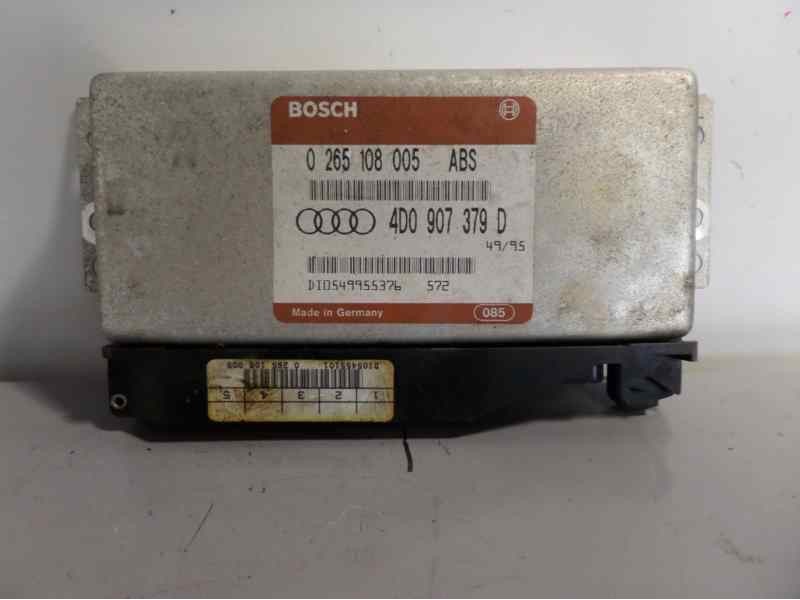 BOSCH
0 265 108 005 ABS
4D0 907 379 D
49/95
DI0549955376 572
Made in Germany 085
1 2 3 4 5